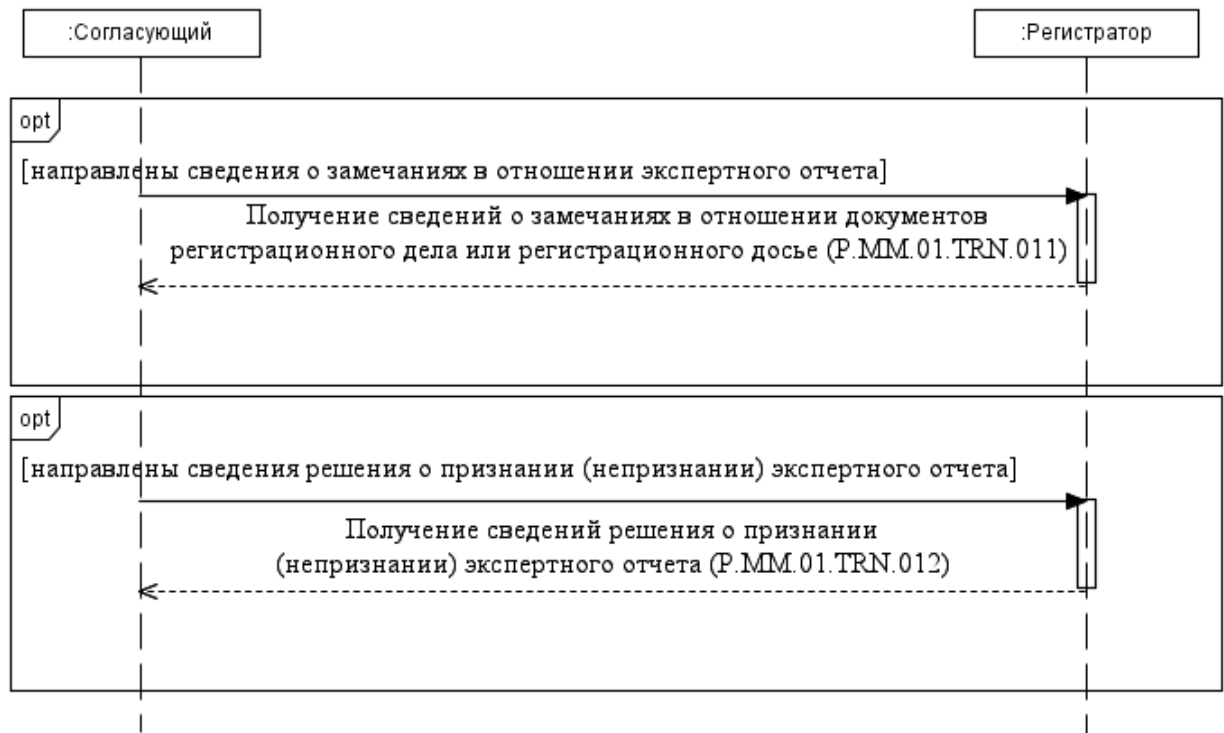 :Согласующий
:Регистратор
opt
[направлены сведения о замечаниях в отношении экспертного отчета]
Получение сведений о замечаниях в отношении документов
регистрационного дела или регистрационного досье (P.MM.01.TRN.011)
opt
[направлены сведения решения о признании (непризнании) экспертного отчета]
Получение сведений решения о признании
(непризнании) экспертного отчета (P.MM.01.TRN.012)